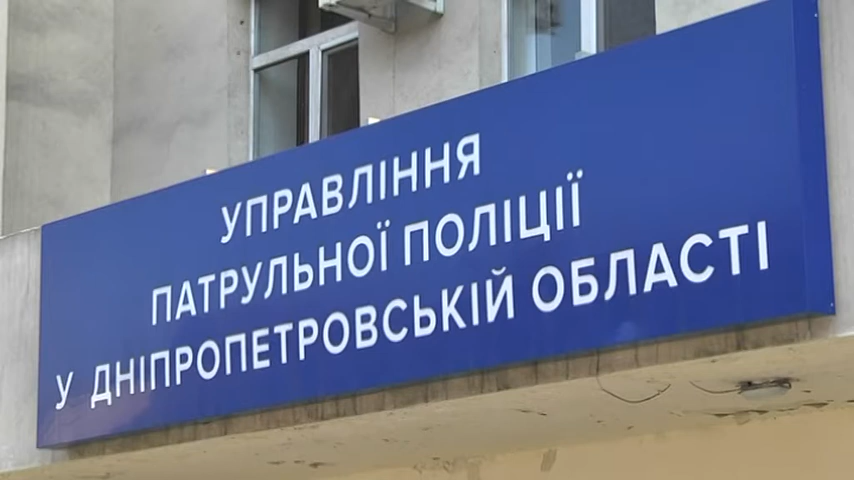 УПРАВЛІННЯ
ПАТРУЛЬНОЇ ПОЛІЦІЇ
У ДНІПРОПЕТРОВСЬКІЙ ОБЛАСТІ